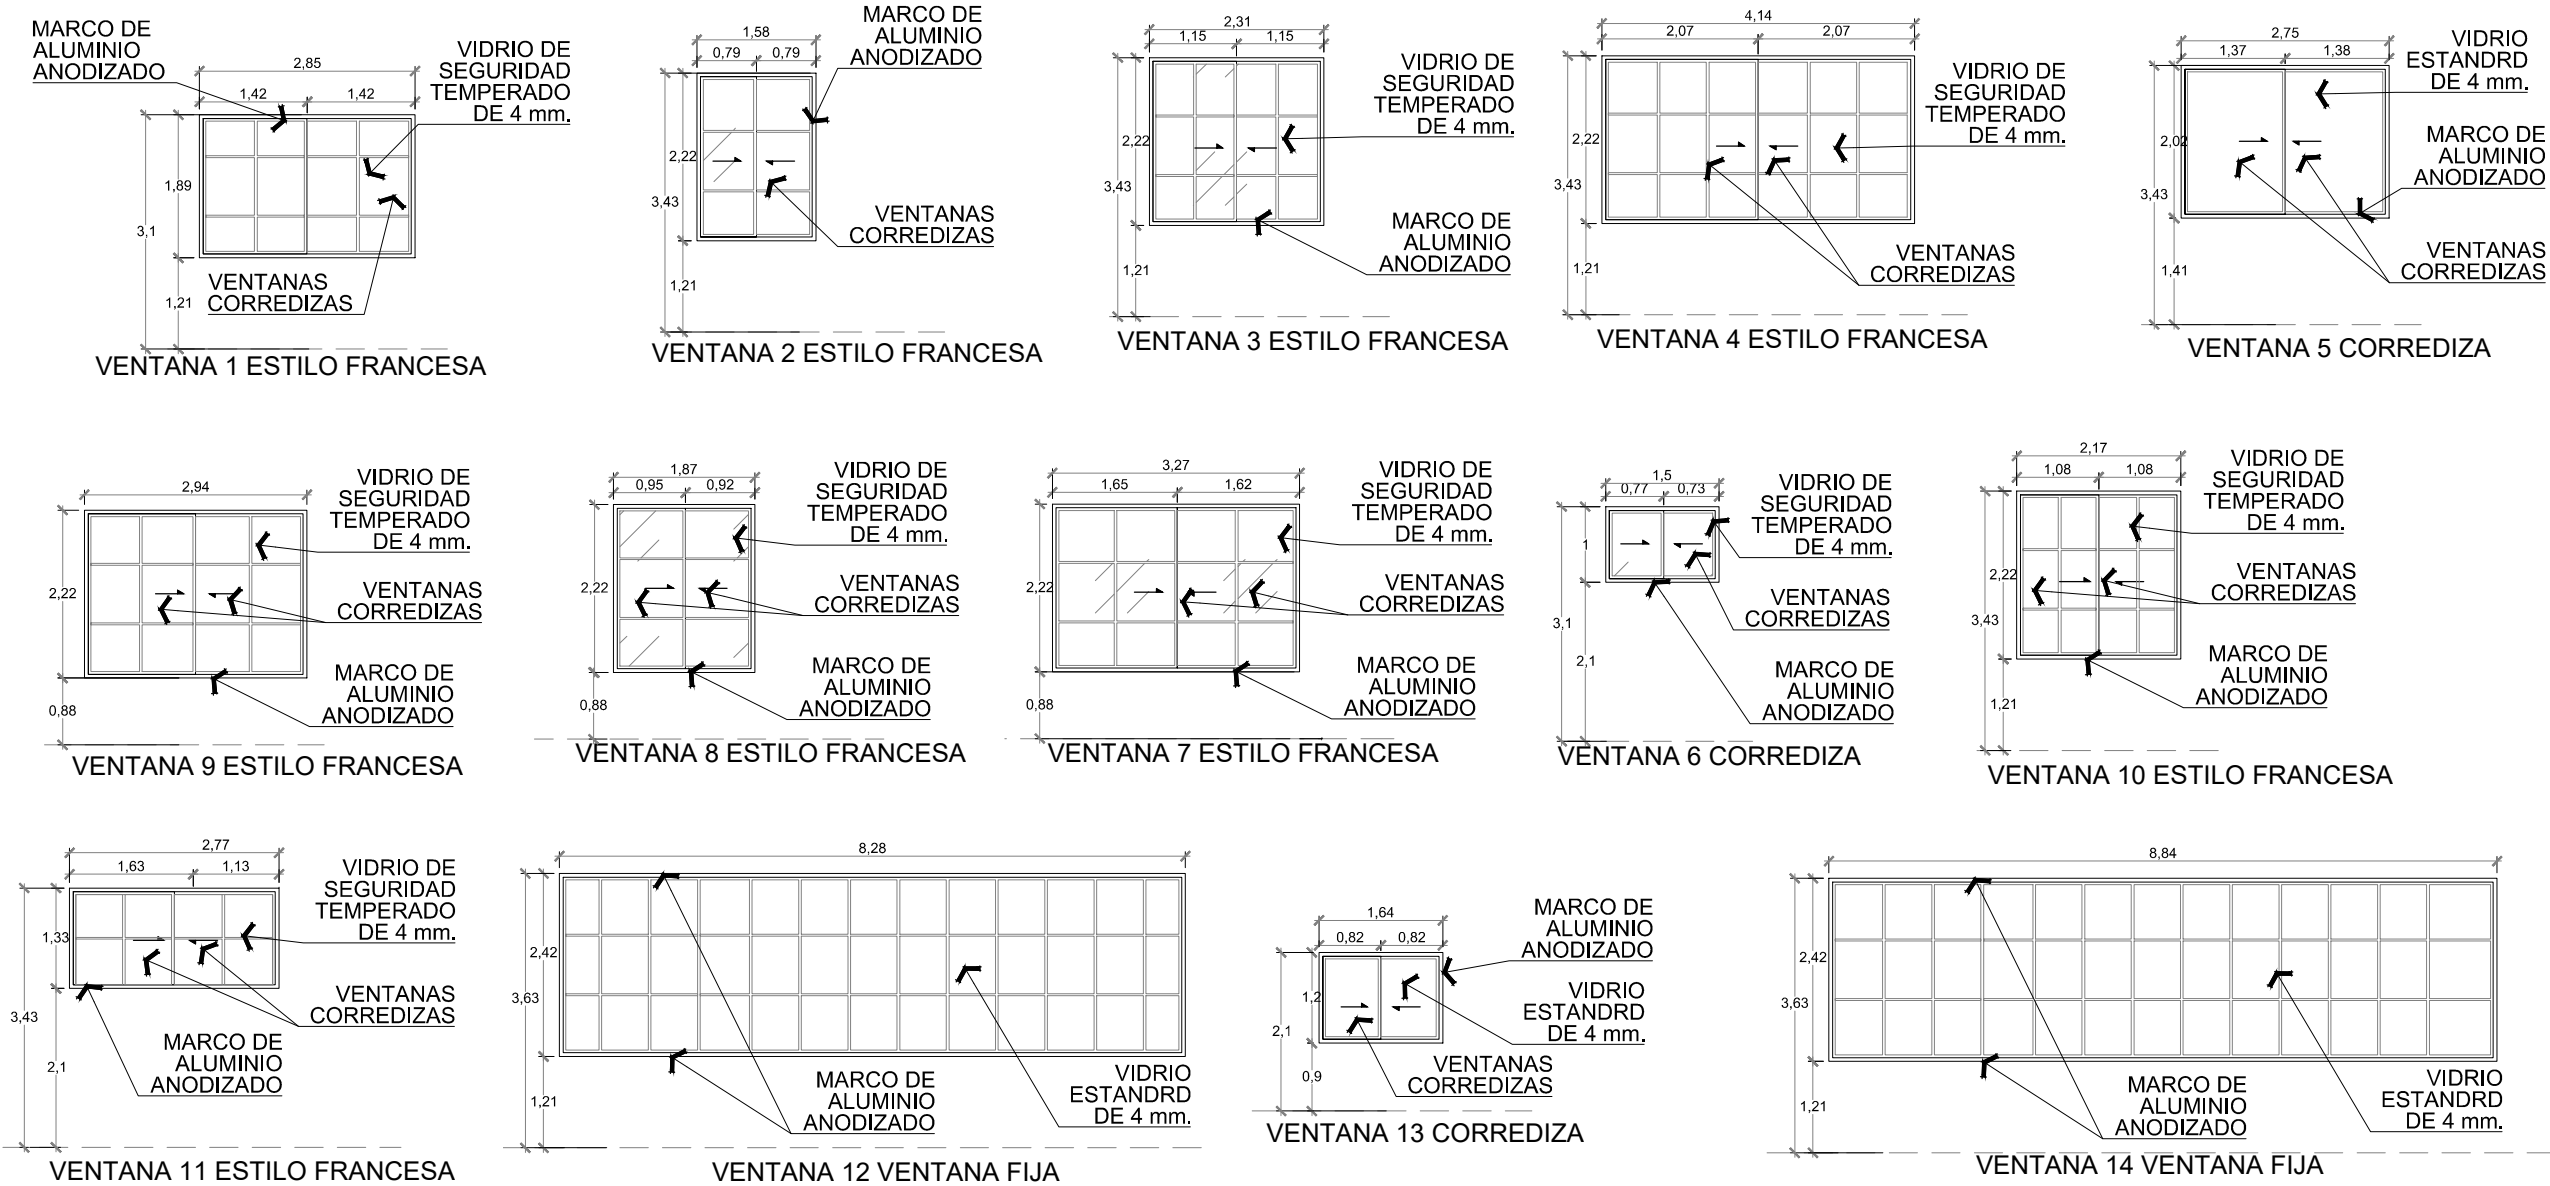 MARCO DE
ALUMINIO
ANODIZADO
VIDRIO DE
SEGURIDAD
TEMPERADO
DE 4 mm.
2,85
1,42
1,42
1,89
3,1
1,21
VENTANAS
CORREDIZAS
VENTANA 1 ESTILO FRANCESA
MARCO DE
ALUMINIO
ANODIZADO
1,58
0,79
0,79
2,22
3,43
1,21
VENTANAS
CORREDIZAS
VENTANA 2 ESTILO FRANCESA
2,31
1,15
1,15
VIDRIO DE
SEGURIDAD
TEMPERADO
DE 4 mm.
2,22
3,43
1,21
MARCO DE
ALUMINIO
ANODIZADO
VENTANA 3 ESTILO FRANCESA
4,14
2,07
2,07
VIDRIO DE
SEGURIDAD
TEMPERADO
DE 4 mm.
2,22
3,43
1,21
VENTANAS
CORREDIZAS
VENTANA 4 ESTILO FRANCESA
2,75
1,37
1,38
VIDRIO
ESTANDRD
DE 4 mm.
2,02
3,43
1,41
MARCO DE
ALUMINIO
ANODIZADO
VENTANAS
CORREDIZAS
VENTANA 5 CORREDIZA
2,94
VIDRIO DE
SEGURIDAD
TEMPERADO
DE 4 mm.
2,22
0,88
VENTANAS
CORREDIZAS
MARCO DE
ALUMINIO
ANODIZADO
VENTANA 9 ESTILO FRANCESA
1,87
0,95
0,92
VIDRIO DE
SEGURIDAD
TEMPERADO
DE 4 mm.
2,22
0,88
VENTANAS
CORREDIZAS
MARCO DE
ALUMINIO
ANODIZADO
VENTANA 8 ESTILO FRANCESA
3,27
1,65
1,62
VIDRIO DE
SEGURIDAD
TEMPERADO
DE 4 mm.
2,22
0,88
VENTANAS
CORREDIZAS
MARCO DE
ALUMINIO
ANODIZADO
VENTANA 7 ESTILO FRANCESA
1,5
0,77
0,73
VIDRIO DE
SEGURIDAD
TEMPERADO
DE 4 mm.
1
3,1
2,1
VENTANAS
CORREDIZAS
MARCO DE
ALUMINIO
ANODIZADO
VENTANA 6 CORREDIZA
2,17
1,08
1,08
VIDRIO DE
SEGURIDAD
TEMPERADO
DE 4 mm.
2,22
3,43
1,21
VENTANAS
CORREDIZAS
MARCO DE
ALUMINIO
ANODIZADO
VENTANA 10 ESTILO FRANCESA
2,77
1,63
1,13
VIDRIO DE
SEGURIDAD
TEMPERADO
DE 4 mm.
1,33
3,43
2,1
VENTANAS
CORREDIZAS
MARCO DE
ALUMINIO
ANODIZADO
VENTANA 11 ESTILO FRANCESA
8,28
2,42
3,63
1,21
MARCO DE
ALUMINIO
ANODIZADO
VIDRIO
ESTANDRD
DE 4 mm.
VENTANA 12 VENTANA FIJA
1,64
0,82
0,82
MARCO DE
ALUMINIO
ANODIZADO
1,2
2,1
0,9
VIDRIO
ESTANDRD
DE 4 mm.
VENTANAS
CORREDIZAS
VENTANA 13 CORREDIZA
8,84
2,42
3,63
1,21
MARCO DE
ALUMINIO
ANODIZADO
VIDRIO
ESTANDRD
DE 4 mm.
VENTANA 14 VENTANA FIJA